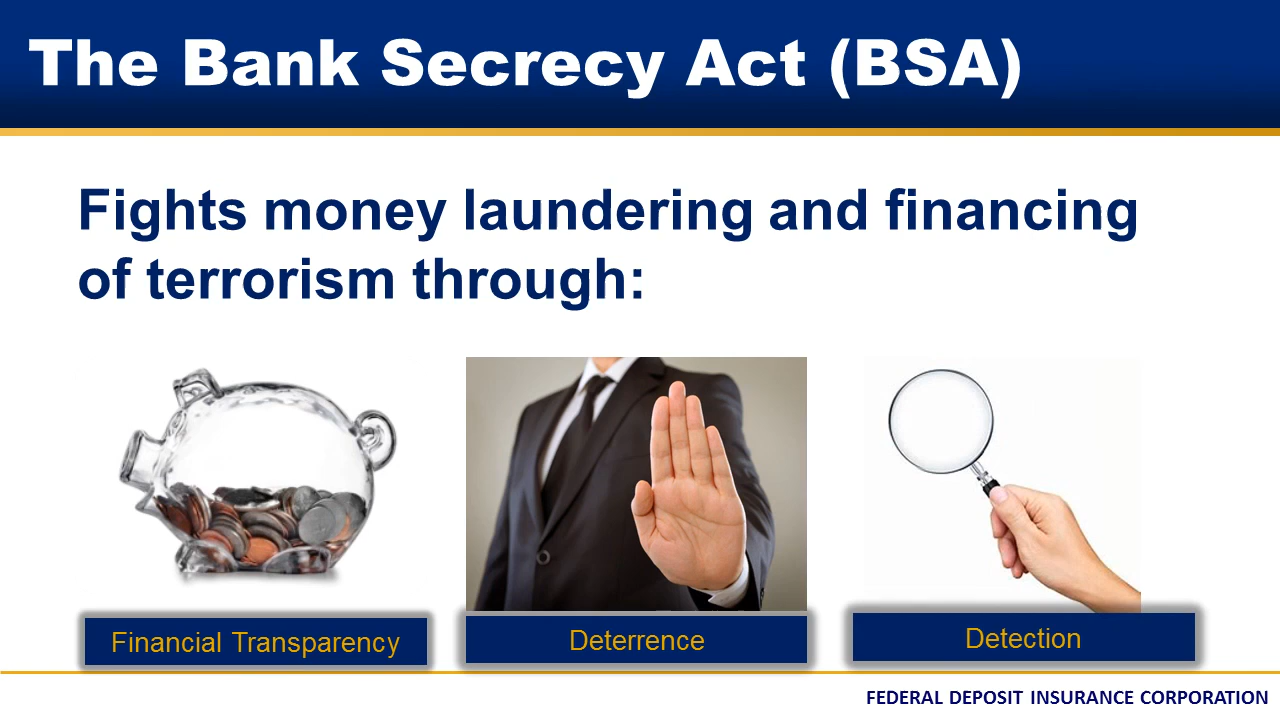 The Bank Secrecy Act (BSA)
Fights money laundering and financing
of terrorism through:
Financial Transparency
Deterrence
Detection
FEDERAL DEPOSIT INSURANCE CORPORATION